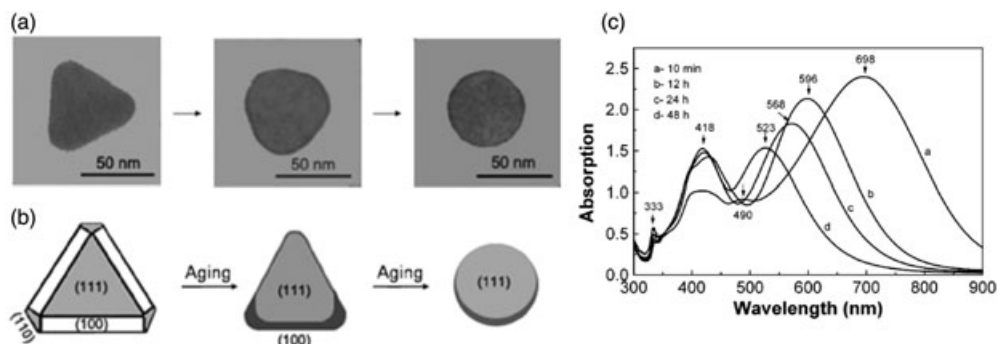 (a)
50 nm
50 nm
50 nm
(b)
(111)
(110)
(100)
Aging
(111)
(100)
Aging
(111)
(c)
Absorption
2.5
2.0
1.5
1.0
0.5
0.0
a- 10 min
b- 12 h
c- 24 h
d- 48 h
333
418
490
523
568
596
698
a
b
c
d
300 400 500 600 700 800 900
Wavelength (nm)